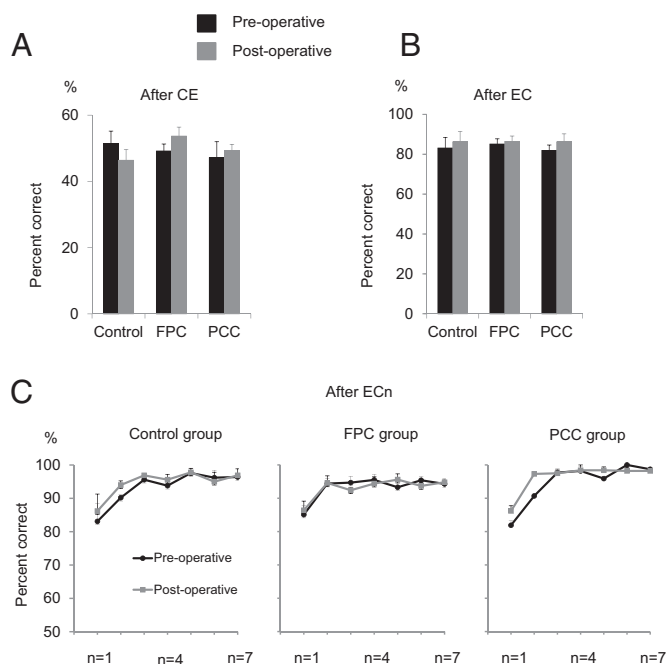 Pre-operative
Post-operative
A
B
%
After CE
%
After EC
60
40
20
0
Percent correct
Control FPC PCC
100
80
60
40
20
0
Percent correct
Control FPC PCC
C
After ECn
%
Control group
FPC group
PCC group
100
90
80
70
60
50
Percent correct
Pre-operative
Post-operative
n=1 n=4 n=7
n=1 n=4 n=7
n=1 n=4 n=7